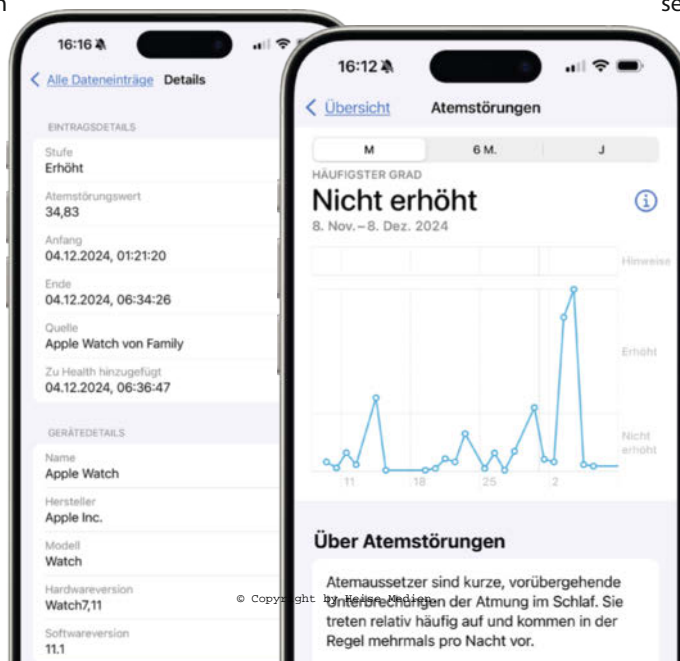 16:16
Alle Dateneinträge Details
EINTRAGSDETAILS
Stufe
Erhöht
Atemstörungswert
34,83
Anfang
04.12.2024, 01:21:20
Ende
04.12.2024, 06:34:26
Quelle
Apple Watch von Family
Zu Health hinzugefügt
04.12.2024, 06:36:47
GERÄTEDETAILS
Name
Apple Watch
Hersteller
Apple Inc.
Modell
Watch
Hardwareversion
Watch7,11
Softwareversion
11.1
16:12
Übersicht Atemstörungen
M 6 M. J
HÄUFIGSTER GRAD
Nicht erhöht
8. Nov.–8. Dez. 2024
Hinweise
Erhöht
Nicht
erhöht
11 18 25 2
Über Atemstörungen
Atemaussetzer sind kurze, vorübergehende
Unterbrechungen der Atmung im Schlaf. Sie
treten relativ häufig auf und kommen in der
Regel mehrmals pro Nacht vor.
© Copyright by Heise Medien.